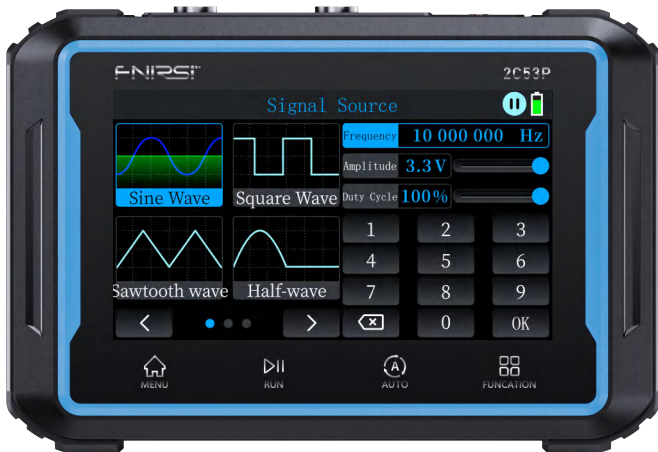 FNIRSI
2C53P
Signal Source
Frequency 10 000 000 Hz
Amplitude 3.3V
Duty Cycle 100%
Sine Wave
Square Wave
Sawtooth wave
Half-wave
1 2 3
4 5 6
7 8 9
0 OK
MENU
RUN
A
AUTO
FUNCATION